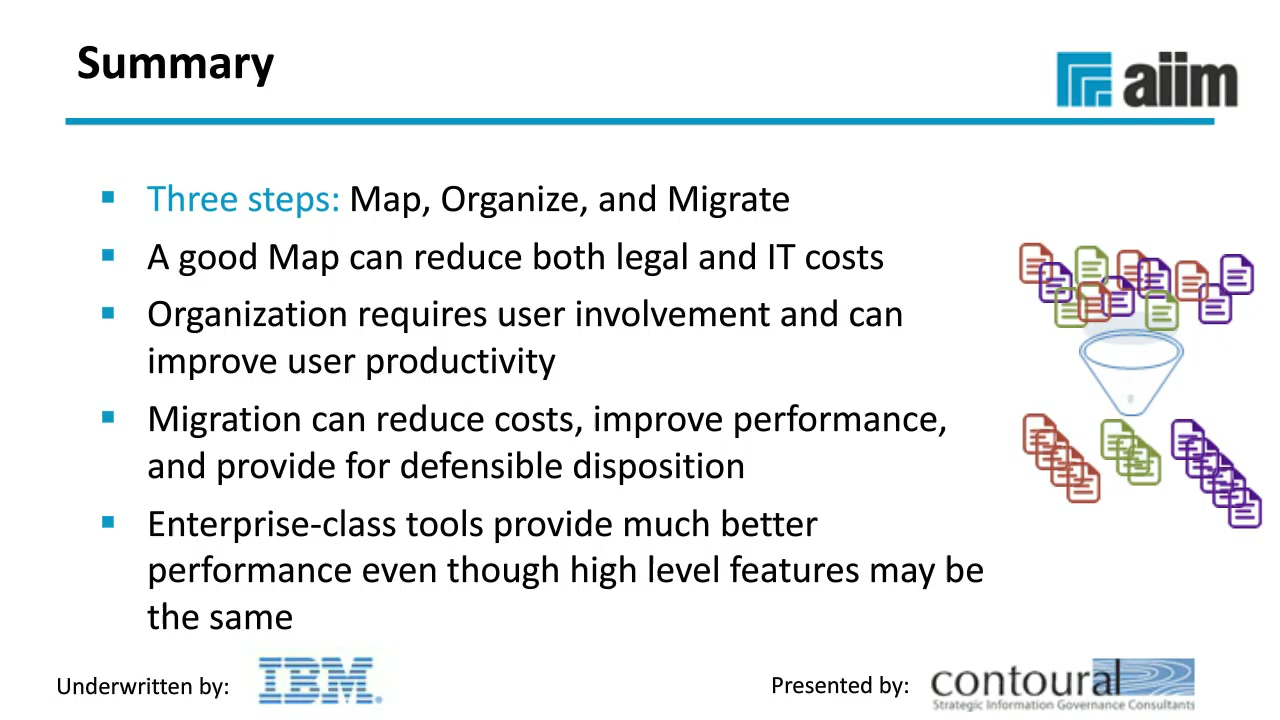 Summary
aiim
Three steps: Map, Organize, and Migrate
A good Map can reduce both legal and IT costs
Organization requires user involvement and can
improve user productivity
Migration can reduce costs, improve performance,
and provide for defensible disposition
Enterprise-class tools provide much better
performance even though high level features may be
the same
Underwritten by:
IBM®
Presented by:
contoural
Strategic Information Governance Consultants